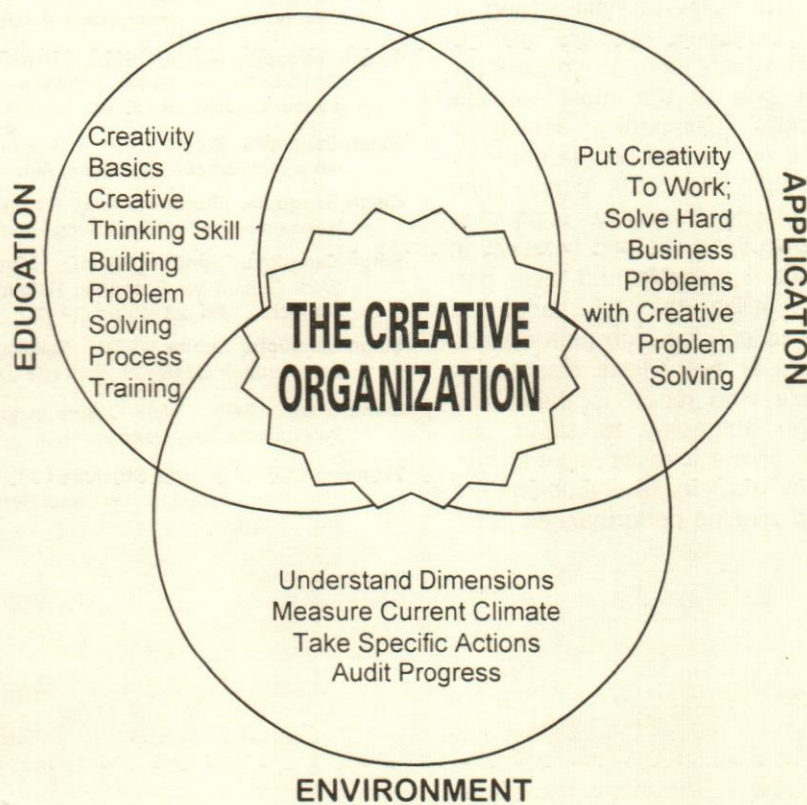 EDUCATION
Creativity
Basics
Creative
Thinking Skill
Building
Problem
Solving
Process
Training
THE CREATIVE
ORGANIZATION
Put Creativity
To Work;
Solve Hard
Business
Problems
with Creative
Problem
Solving
APPLICATION
Understand Dimensions
Measure Current Climate
Take Specific Actions
Audit Progress
ENVIRONMENT